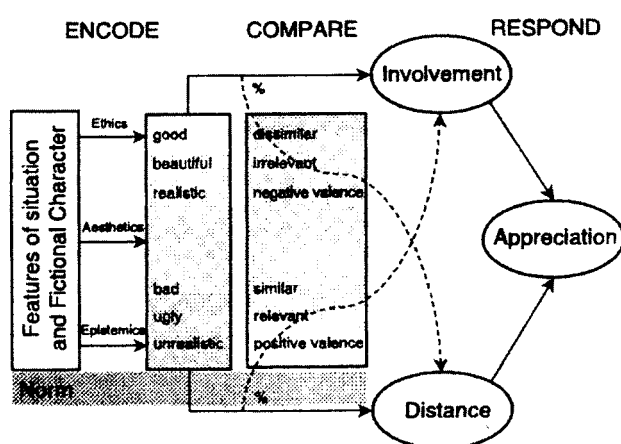 ENCODE
COMPARE
RESPOND
Involvement
%
Features of situation
and Fictional Character
Ethics
good
beautiful
realistic
Aesthetics
bad
ugly
unrealistic
Epistemics
dissimilar
irrelevant
negative valence
similar
relevant
positive valence
Appreciation
Norm
%
Distance